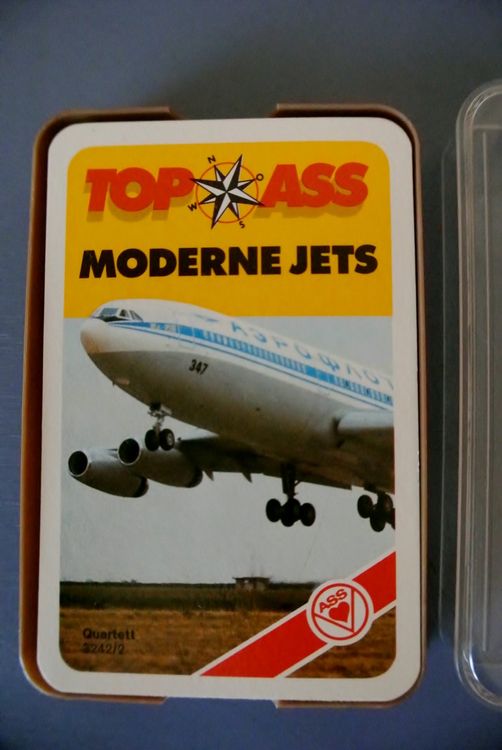 TOP ASS
N
O
S
W
MODERNE JETS
АЭРОФЛОТ
347
ASS
Quartett
3242/2